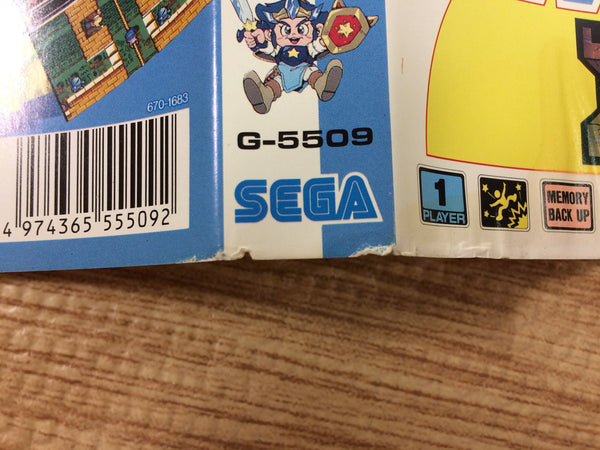 670-1683
4 974365 555092
G-5509
SEGA
1
PLAYER
MEMORY
BACK UP